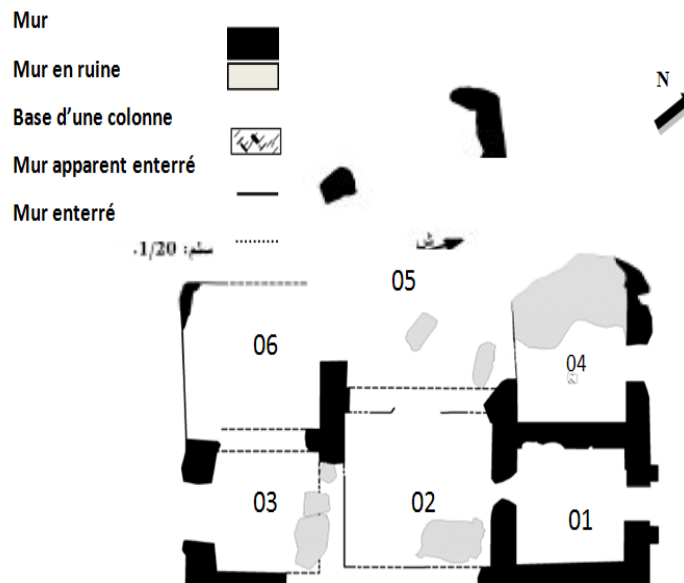 Mur
Mur en ruine
Base d’une colonne
Mur apparent enterré
Mur enterré
N
سلم: 1/20.
ش
05
06
04
03
02
01